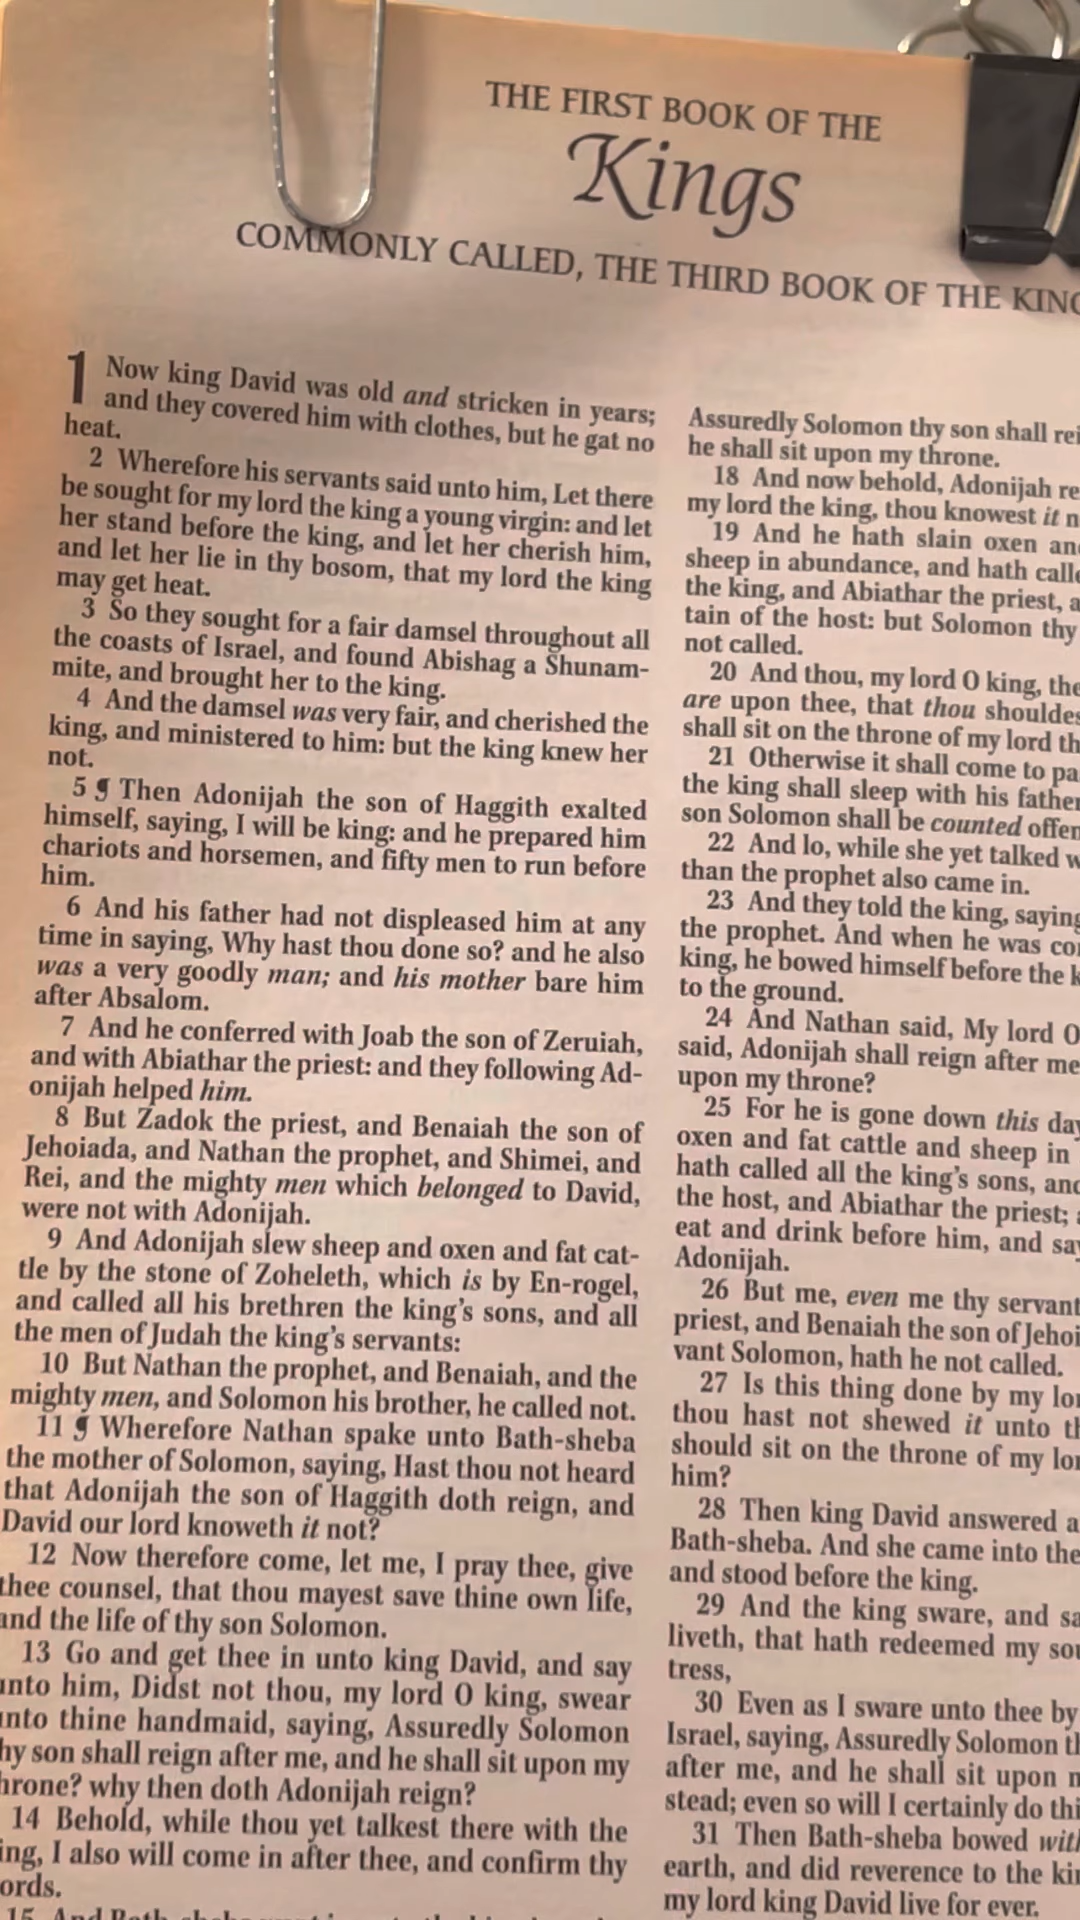 THE FIRST BOOK OF THE
Kings
COMMONLY CALLED, THE THIRD BOOK OF THE KING
1 Now king David was old and stricken in years;
and they covered him with clothes, but he gat no
heat.
2 Wherefore his servants said unto him, Let there
be sought for my lord the king a young virgin: and let
her stand before the king, and let her cherish him,
and let her lie in thy bosom, that my lord the king
may get heat.
3 So they sought for a fair damsel throughout all
the coasts of Israel, and found Abishag a Shunam-
mite, and brought her to the king.
4 And the damsel was very fair, and cherished the
king, and ministered to him: but the king knew her
not.
5 ¶ Then Adonijah the son of Haggith exalted
himself, saying, I will be king: and he prepared him
chariots and horsemen, and fifty men to run before
him.
6 And his father had not displeased him at any
time in saying, Why hast thou done so? and he also
was a very goodly man; and his mother bare him
after Absalom.
7 And he conferred with Joab the son of Zeruiah,
and with Abiathar the priest: and they following Ad-
onijah helped him.
8 But Zadok the priest, and Benaiah the son of
Jehoiada, and Nathan the prophet, and Shimei, and
Rei, and the mighty men which belonged to David,
were not with Adonijah.
9 And Adonijah slew sheep and oxen and fat cat-
tle by the stone of Zoheleth, which is by En-rogel,
and called all his brethren the king's sons, and all
the men of Judah the king's servants:
10 But Nathan the prophet, and Benaiah, and the
mighty men, and Solomon his brother, he called not.
11 ¶ Wherefore Nathan spake unto Bath-sheba
the mother of Solomon, saying, Hast thou not heard
that Adonijah the son of Haggith doth reign, and
David our lord knoweth it not?
12 Now therefore come, let me, I pray thee, give
thee counsel, that thou mayest save thine own life,
and the life of thy son Solomon.
13 Go and get thee in unto king David, and say
unto him, Didst not thou, my lord O king, swear
unto thine handmaid, saying, Assuredly Solomon
hy son shall reign after me, and he shall sit upon my
hrone? why then doth Adonijah reign?
14 Behold, while thou yet talkest there with the
ing, I also will come in after thee, and confirm thy
ords.
15 And Bath-sheba
Assuredly Solomon thy son shall rei
he shall sit upon my throne.
18 And now behold, Adonijah re
my lord the king, thou knowest it n
19 And he hath slain oxen and
sheep in abundance, and hath calle
the king, and Abiathar the priest, a
tain of the host: but Solomon thy
not called.
20 And thou, my lord O king, the
are upon thee, that thou shouldes
shall sit on the throne of my lord th
21 Otherwise it shall come to pa
the king shall sleep with his father
son Solomon shall be counted offen
22 And lo, while she yet talked w
than the prophet also came in.
23 And they told the king, saying
the prophet. And when he was co
king, he bowed himself before the k
to the ground.
24 And Nathan said, My lord O
said, Adonijah shall reign after me
upon my throne?
25 For he is gone down this day
oxen and fat cattle and sheep in
hath called all the king's sons, and
the host, and Abiathar the priest; a
eat and drink before him, and say
Adonijah.
26 But me, even me thy servant
priest, and Benaiah the son of Jehoi
vant Solomon, hath he not called.
27 Is this thing done by my lor
thou hast not shewed it unto th
should sit on the throne of my lor
him?
28 Then king David answered a
Bath-sheba. And she came into the
and stood before the king.
29 And the king sware, and sa
liveth, that hath redeemed my sou
tress,
30 Even as I sware unto thee by
Israel, saying, Assuredly Solomon th
after me, and he shall sit upon m
stead; even so will I certainly do thi
31 Then Bath-sheba bowed with
earth, and did reverence to the kin
my lord king David live for ever.